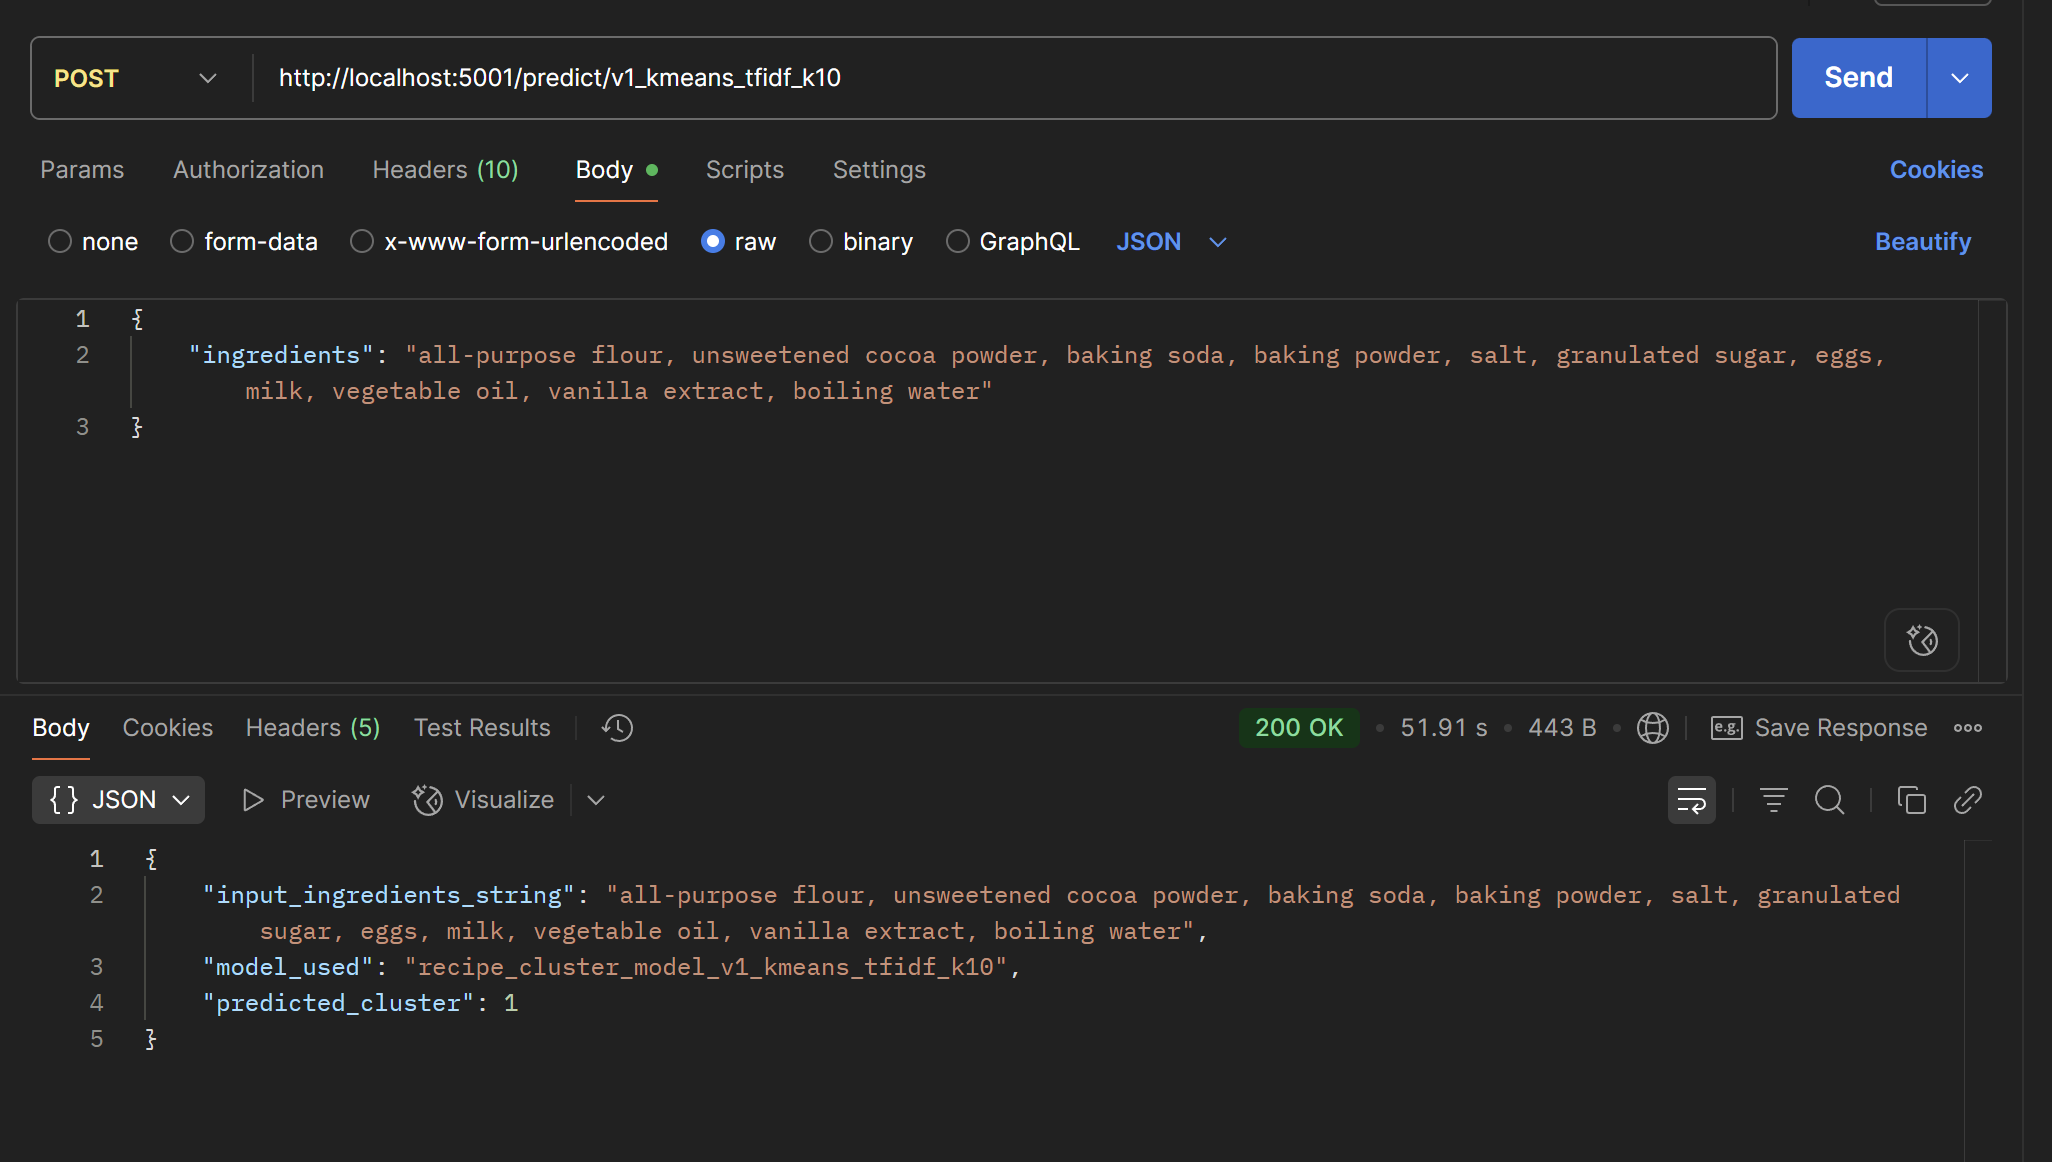 POST http://localhost:5001/predict/v1_kmeans_tfidf_k10 Send
Params Authorization Headers (10) Body Scripts Settings Cookies
none form-data x-www-form-urlencoded raw binary GraphQL JSON Beautify
1 {
2 "ingredients": "all-purpose flour, unsweetened cocoa powder, baking soda, baking powder, salt, granulated sugar, eggs,
milk, vegetable oil, vanilla extract, boiling water"
3 }
Body Cookies Headers (5) Test Results 200 OK • 51.91 s • 443 B • e.g. Save Response
{} JSON Preview Visualize
1 {
2 "input_ingredients_string": "all-purpose flour, unsweetened cocoa powder, baking soda, baking powder, salt, granulated
sugar, eggs, milk, vegetable oil, vanilla extract, boiling water",
3 "model_used": "recipe_cluster_model_v1_kmeans_tfidf_k10",
4 "predicted_cluster": 1
5 }